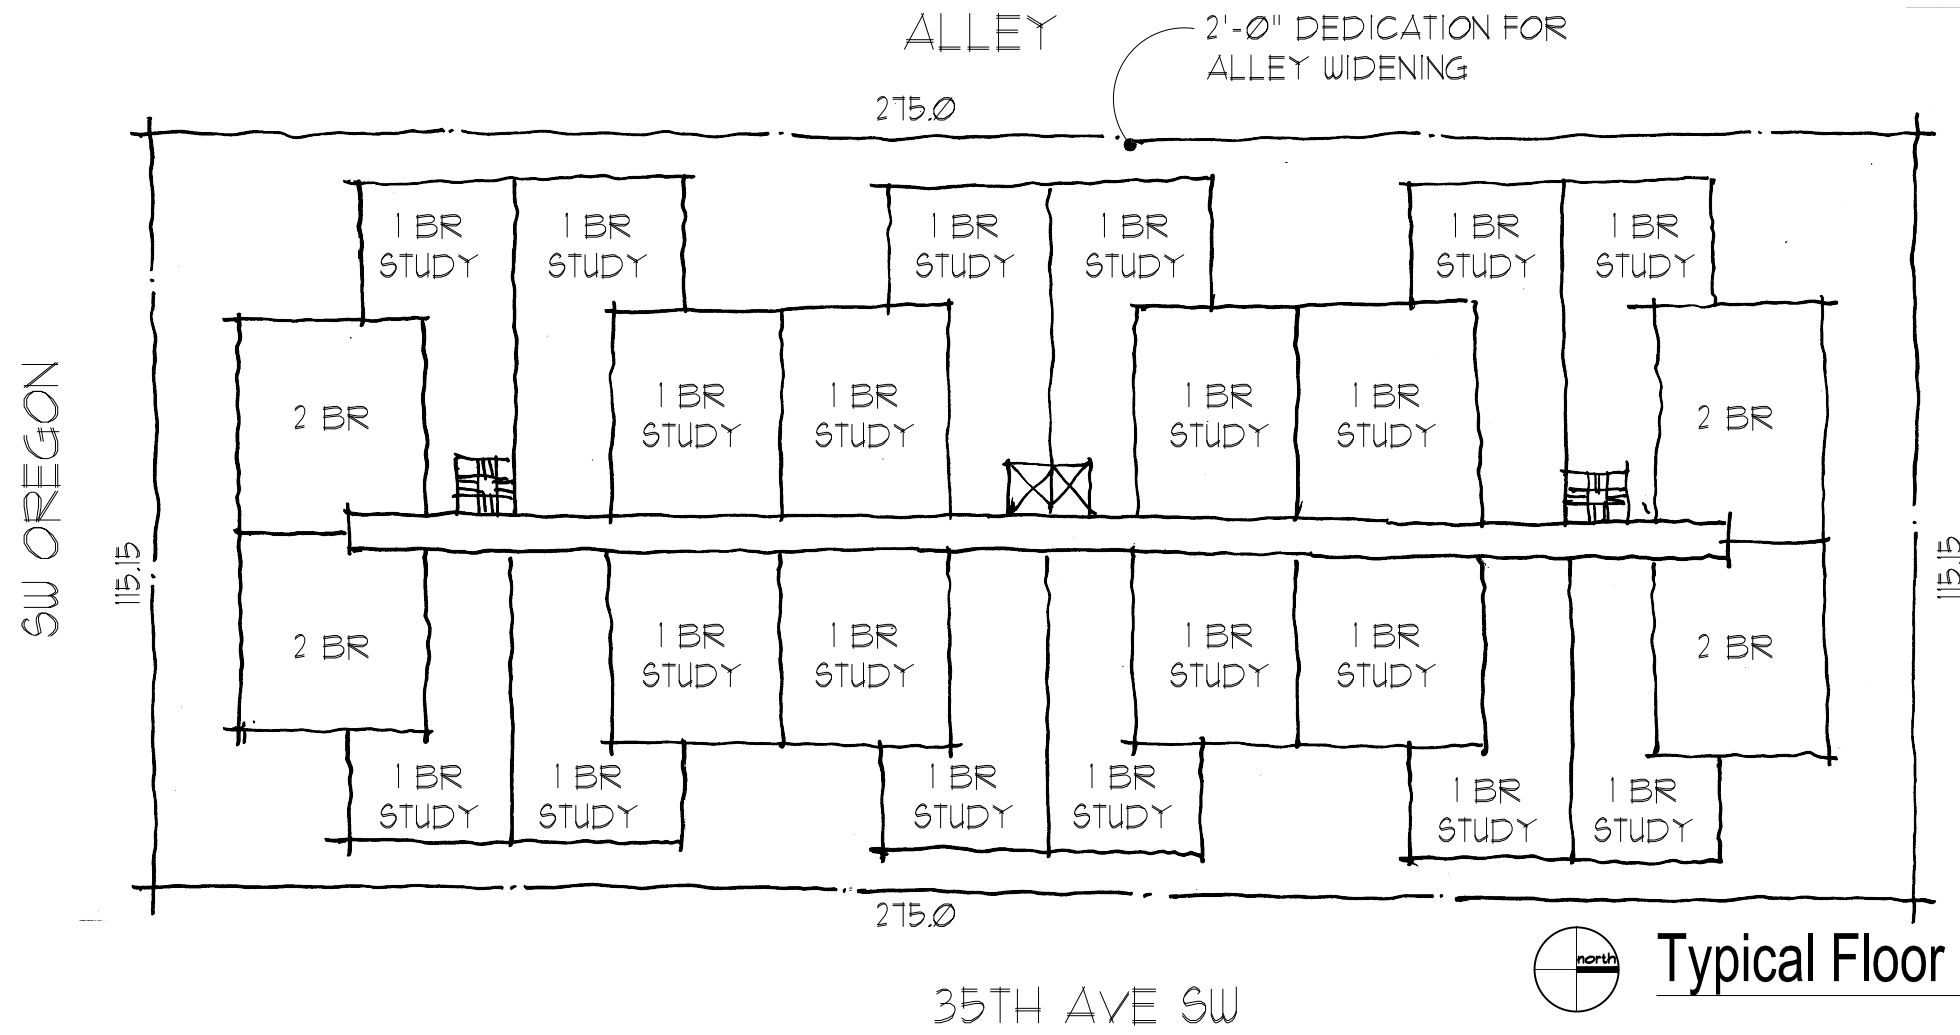 ALLEY
2'-0" DEDICATION FOR
ALLEY WIDENING
275.0
1 BR
STUDY
1 BR
STUDY
1 BR
STUDY
1 BR
STUDY
1 BR
STUDY
1 BR
STUDY
2 BR
1 BR
STUDY
1 BR
STUDY
1 BR
STUDY
1 BR
STUDY
2 BR
SW OREGON
115.15
115.15
2 BR
1 BR
STUDY
1 BR
STUDY
1 BR
STUDY
1 BR
STUDY
2 BR
1 BR
STUDY
1 BR
STUDY
1 BR
STUDY
1 BR
STUDY
1 BR
STUDY
1 BR
STUDY
275.0
north
Typical Floor
35TH AVE SW